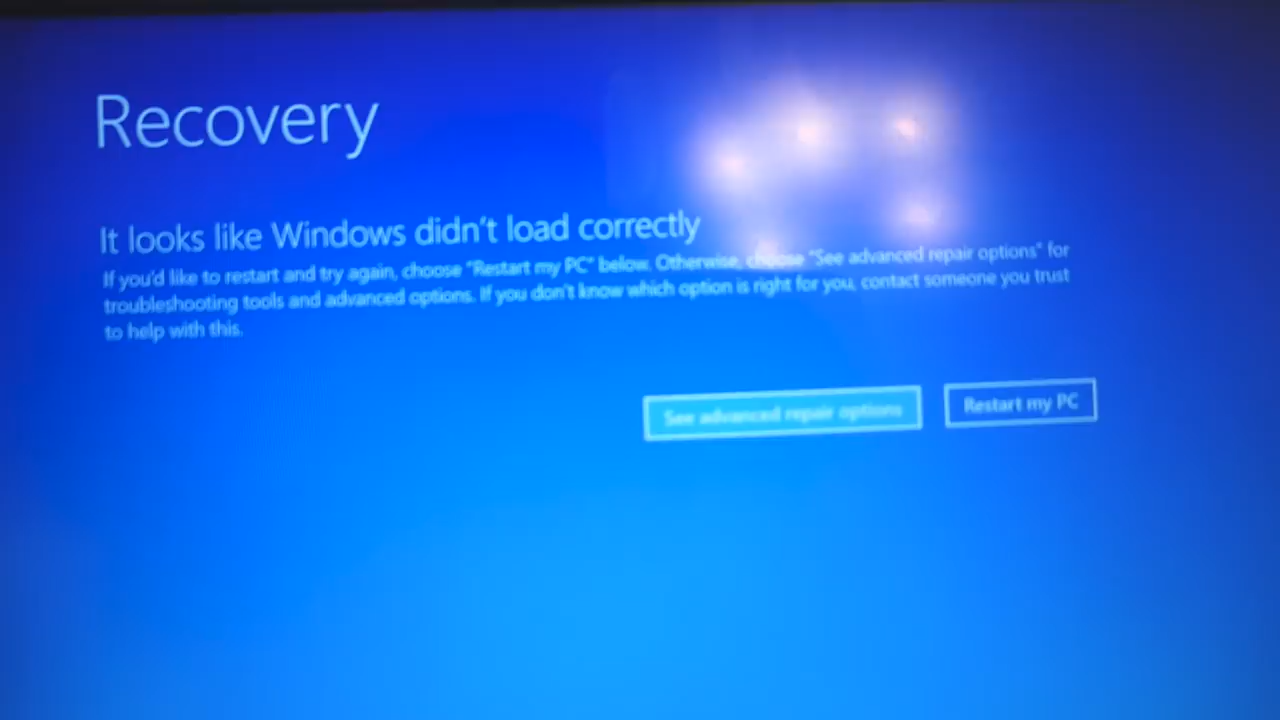 Recovery
It looks like Windows didn't load correctly
If you'd like to restart and try again, choose "Restart my PC" below. Otherwise, choose "See advanced repair options" for
troubleshooting tools and advanced options. If you don't know which option is right for you, contact someone you trust
to help with this.
See advanced repair options
Restart my PC